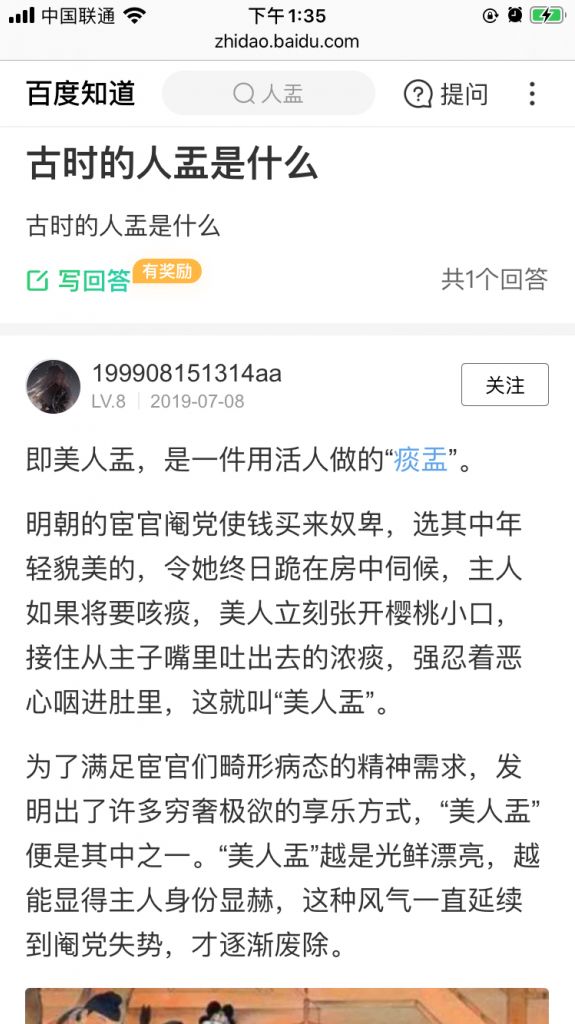 中国联通
下午1:35
zhidao.baidu.com
百度知道
人盂
提问
古时的人盂是什么
古时的人盂是什么
写回答
有奖励
共1个回答
199908151314aa
LV.8
2019-07-08
关注
即美人盂，是一件用活人做的“痰盂”。
明朝的宦官阉党使钱买来奴卑，选其中年
轻貌美的，令她终日跪在房中伺候，主人
如果将要咳痰，美人立刻张开樱桃小口，
接住从主子嘴里吐出去的浓痰，强忍着恶
心咽进肚里，这就叫“美人盂”。
为了满足宦官们畸形病态的精神需求，发
明出了许多穷奢极欲的享乐方式，“美人盂”
便是其中之一。“美人盂”越是光鲜漂亮，越
能显得主人身份显赫，这种风气一直延续
到阉党失势，才逐渐废除。